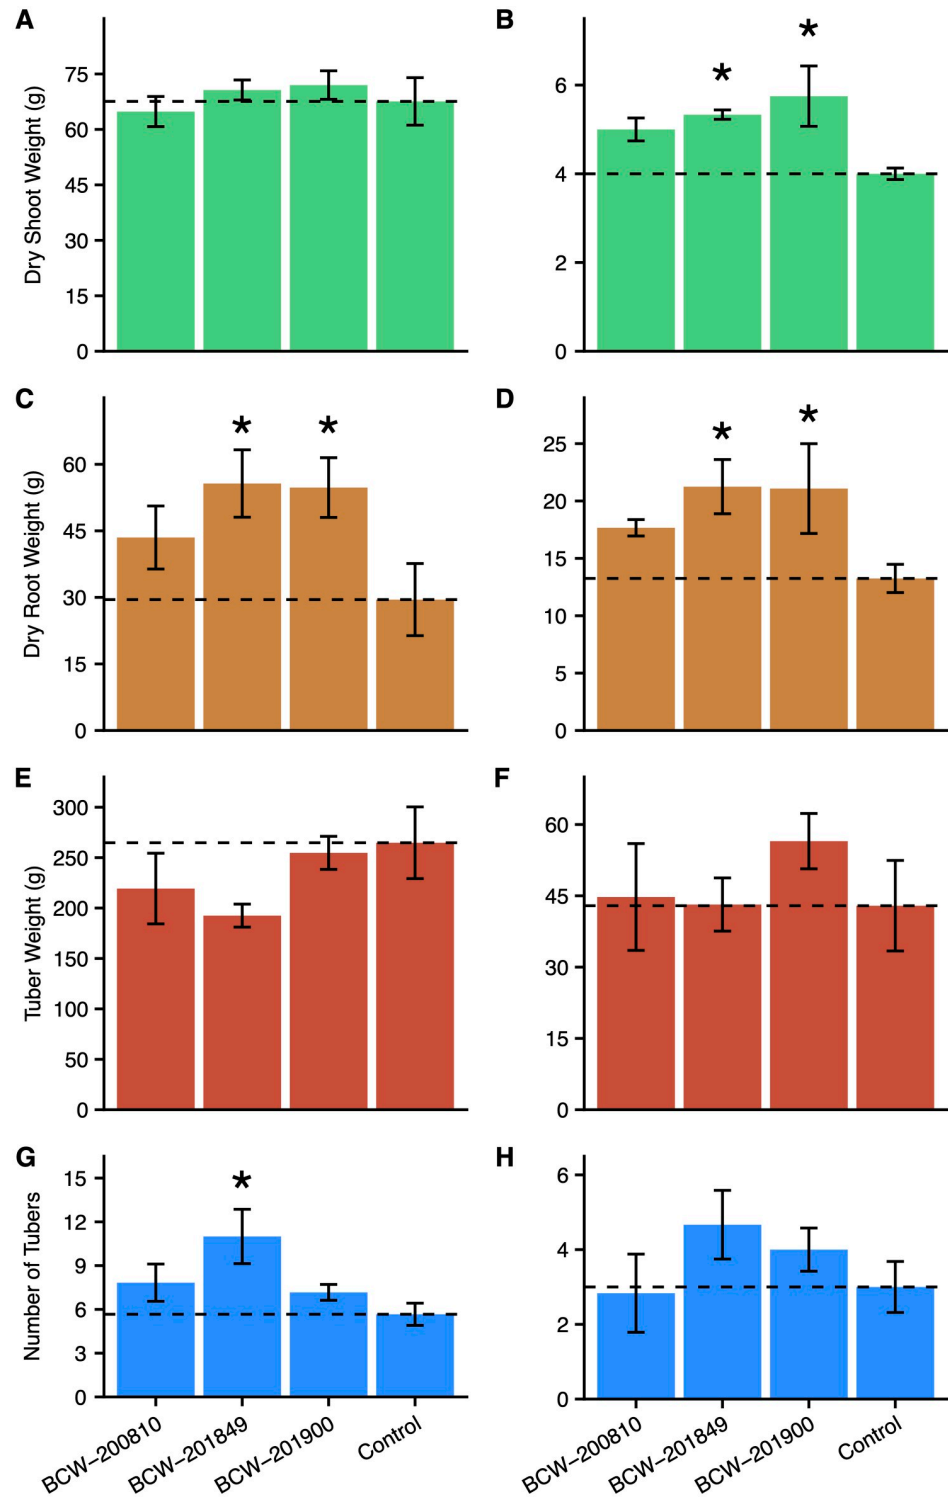 A
Dry Shoot Weight (g)
75
60
45
30
15
0
B
*
*
6
4
2
0
C
Dry Root Weight (g)
*
*
60
45
30
15
0
D
*
*
25
20
15
10
5
0
E
Tuber Weight (g)
300
250
200
150
100
50
0
F
60
45
30
15
0
G
Number of Tubers
*
15
12
9
6
3
0
BCW−200810
BCW−201849
BCW−201900
Control
H
6
4
2
0
BCW−200810
BCW−201849
BCW−201900
Control